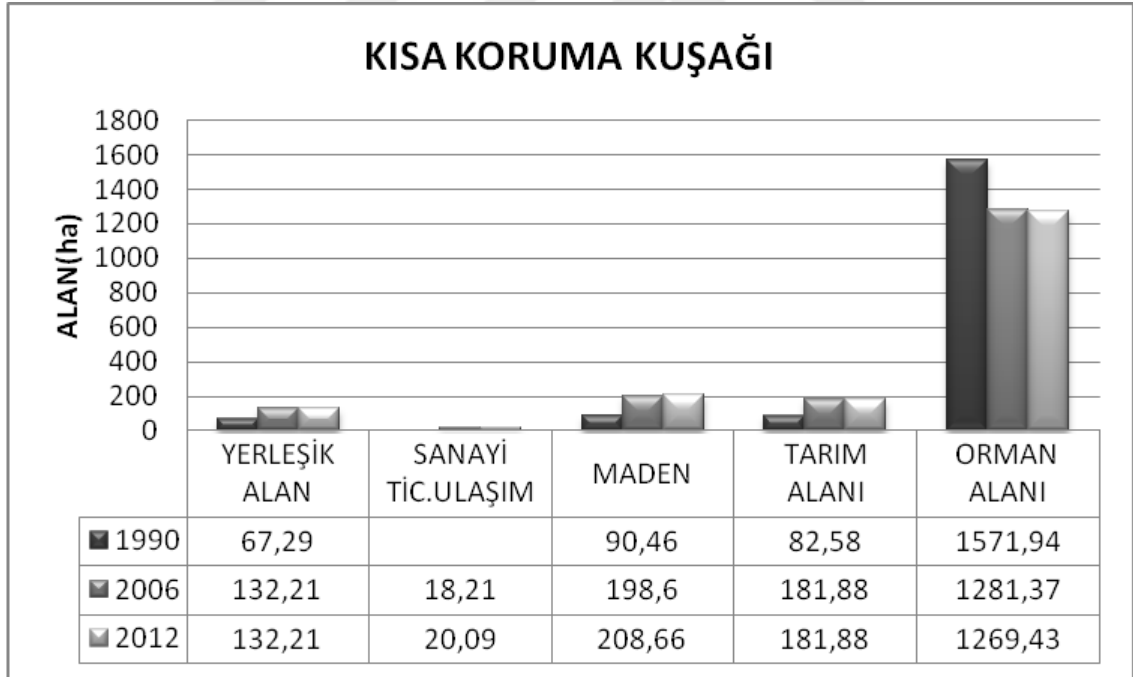 KISA KORUMA KUŞAĞI
ALAN(ha)
1800
1600
1400
1200
1000
800
600
400
200
0
YERLEŞİK ALAN
SANAYİ TİC.ULAŞIM
MADEN
TARIM ALANI
ORMAN ALANI
1990 67,29 90,46 82,58 1571,94
2006 132,21 18,21 198,6 181,88 1281,37
2012 132,21 20,09 208,66 181,88 1269,43